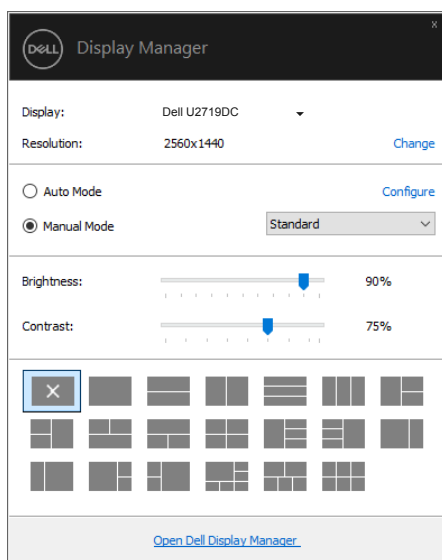 x
DELL Display Manager
Display: Dell U2719DC
Resolution: 2560x1440 Change
Auto Mode Configure
Manual Mode Standard
Brightness: 90%
Contrast: 75%
Open Dell Display Manager